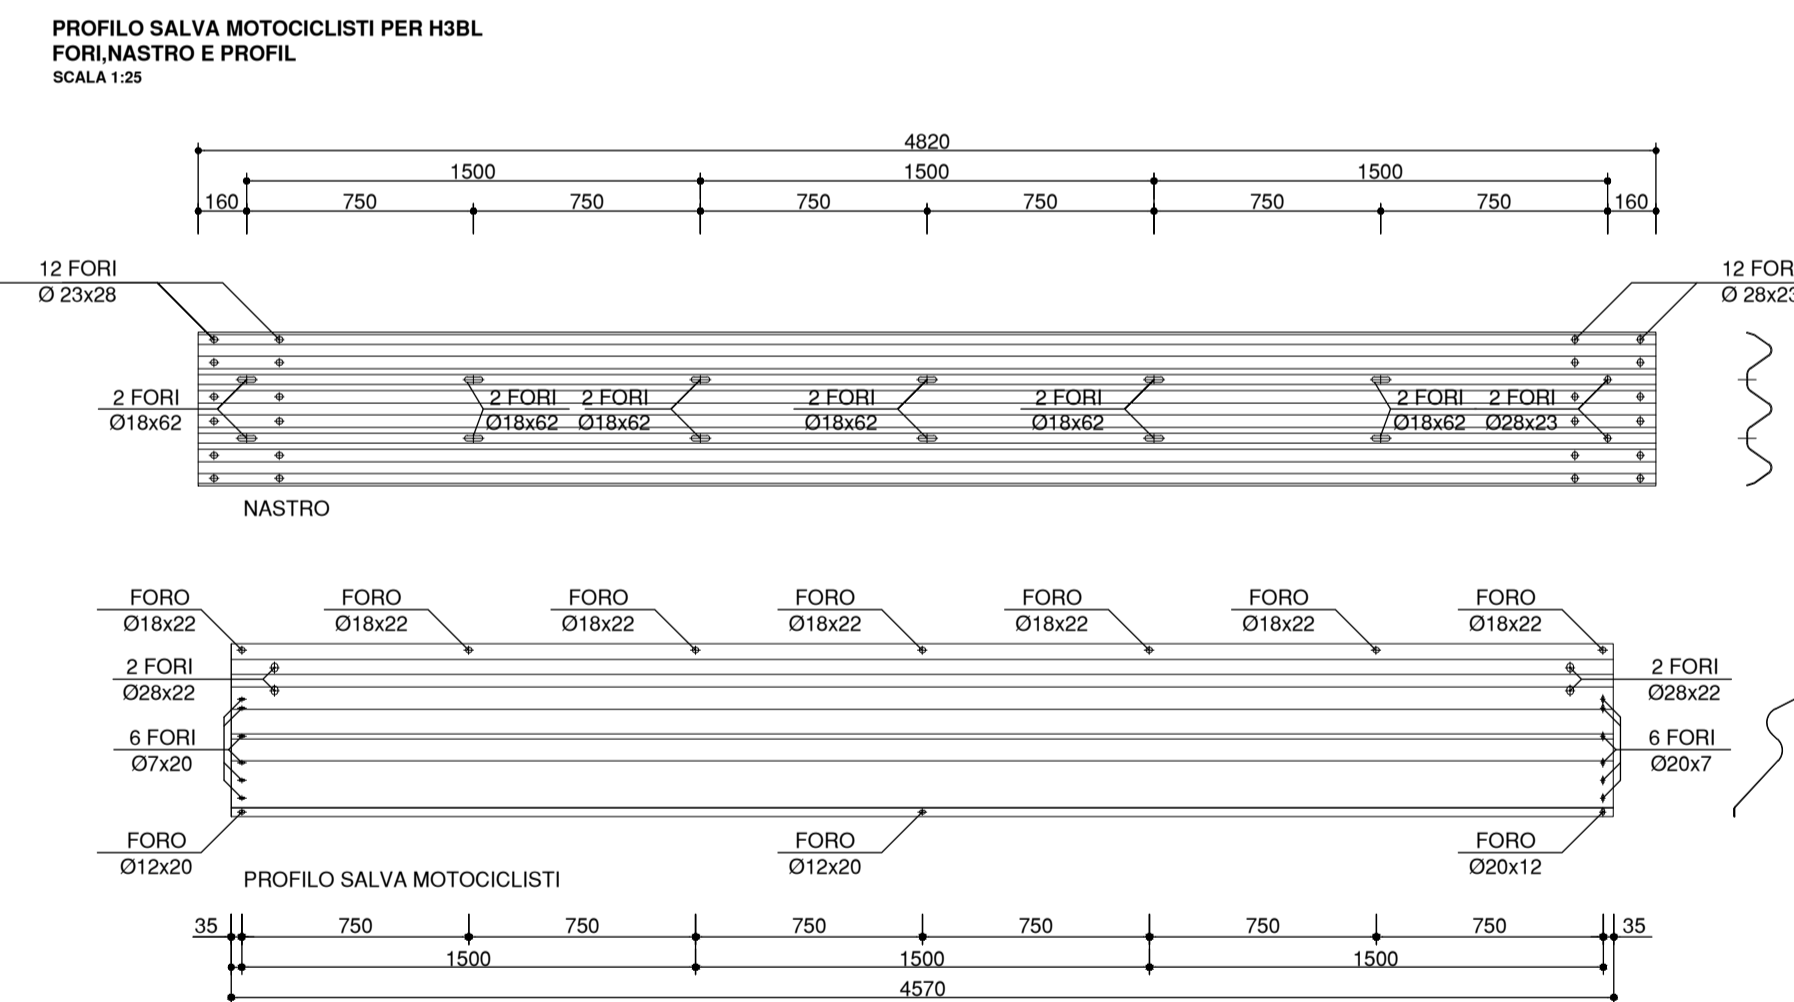 PROFILO SALVA MOTOCICLISTI PER H3BL
FORI,NASTRO E PROFIL
SCALA 1:25
4820
1500 1500 1500
160 750 750 750 750 750 750 160
12 FORI
Ø 23x28
12 FOR
Ø 28x23
2 FORI
Ø18x62
2 FORI
Ø18x62
2 FORI
Ø18x62
2 FORI
Ø18x62
2 FORI
Ø18x62
2 FORI
Ø18x62
2 FORI
Ø28x23
NASTRO
FORO
Ø18x22
FORO
Ø18x22
FORO
Ø18x22
FORO
Ø18x22
FORO
Ø18x22
FORO
Ø18x22
FORO
Ø18x22
2 FORI
Ø28x22
2 FORI
Ø28x22
6 FORI
Ø7x20
6 FORI
Ø20x7
FORO
Ø12x20
FORO
Ø12x20
FORO
Ø20x12
PROFILO SALVA MOTOCICLISTI
35 750 750 750 750 750 750 35
1500 1500 1500
4570